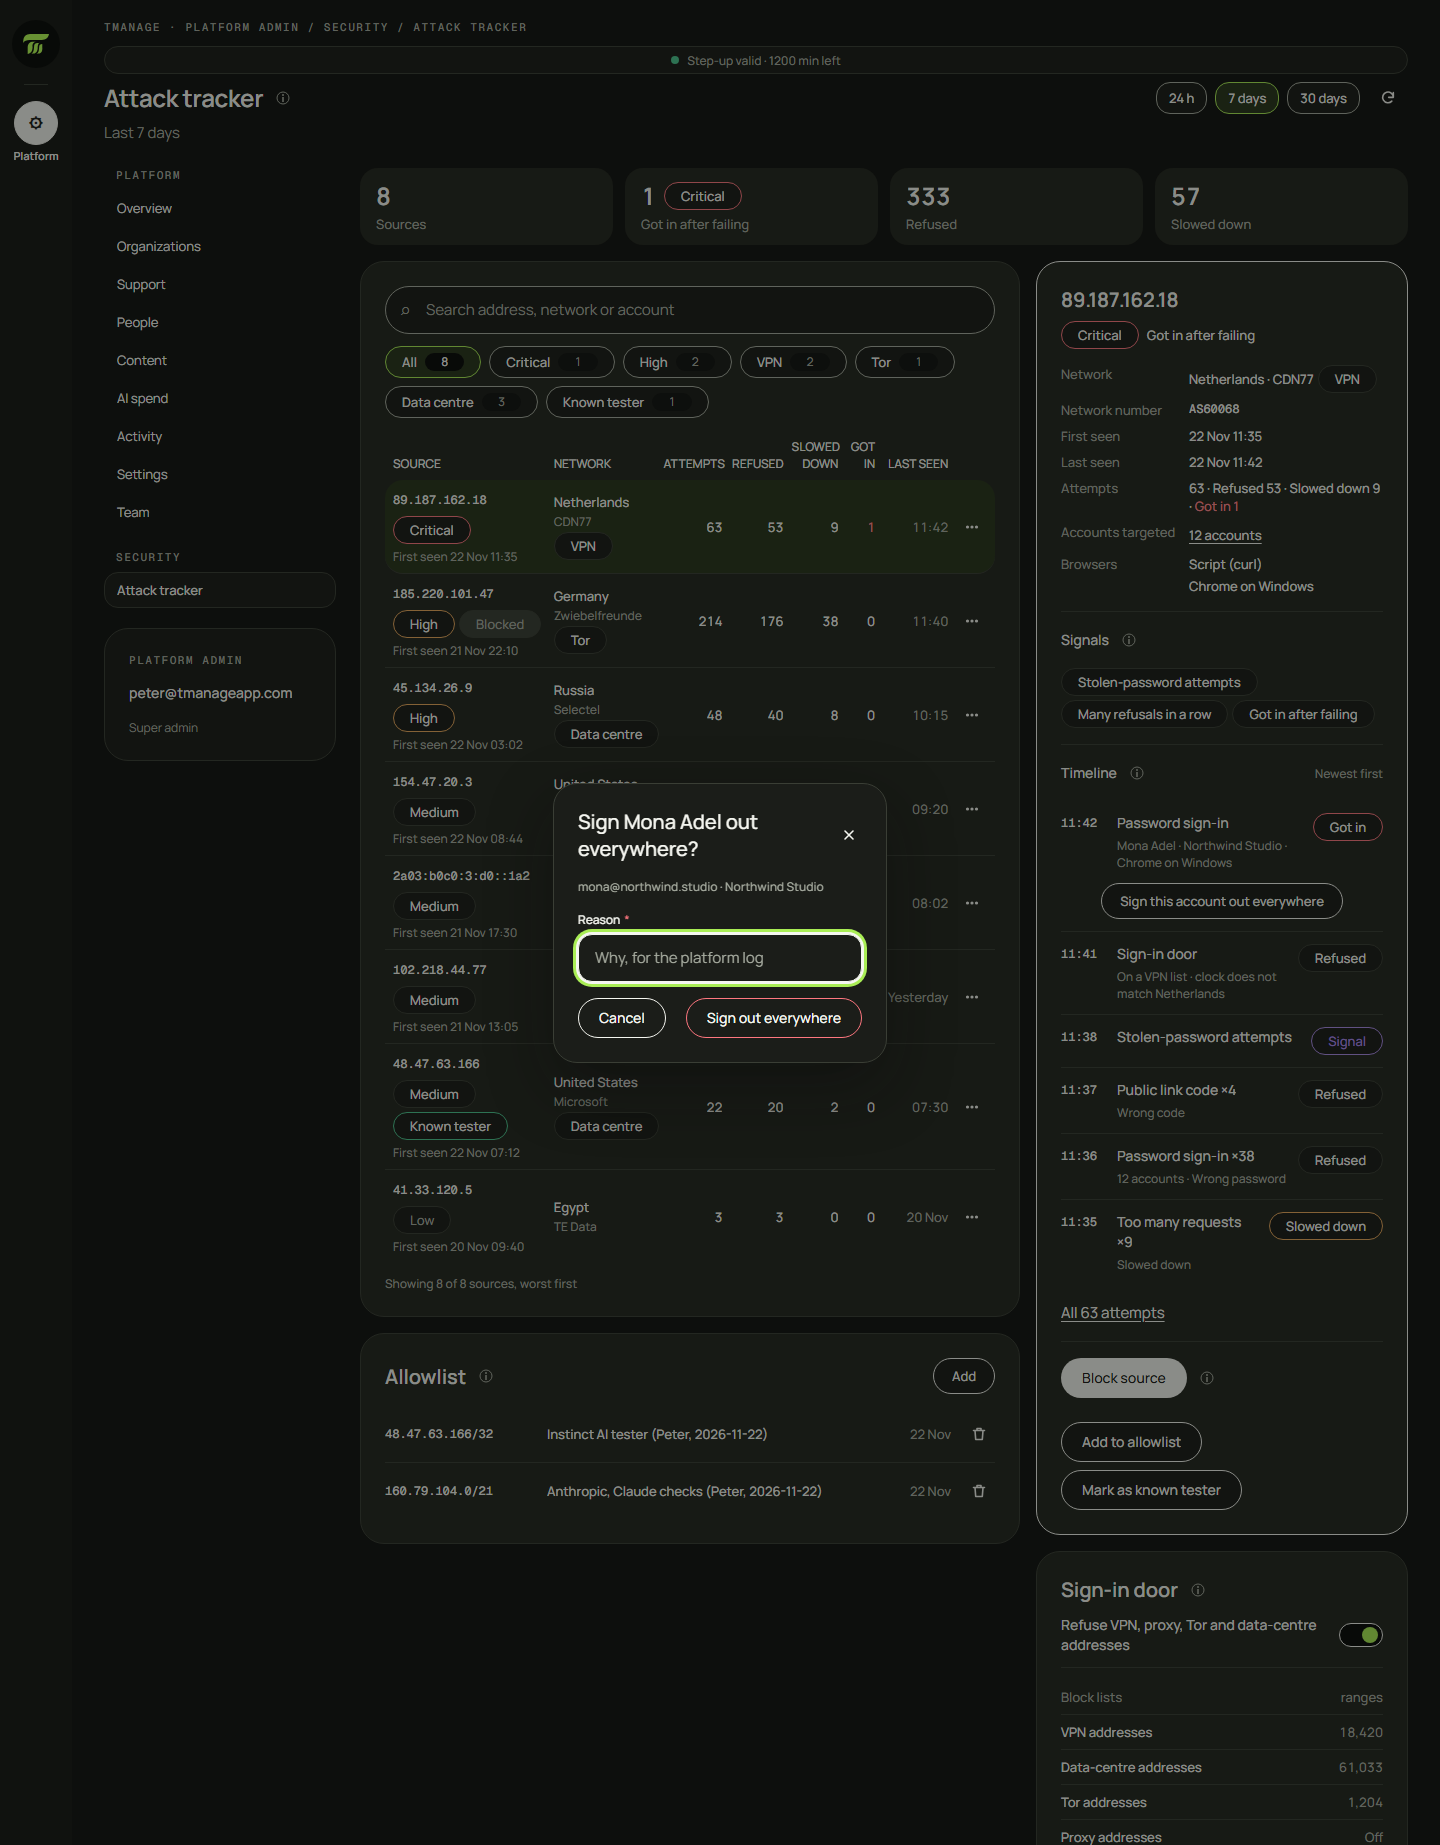 TMANAGE · PLATFORM ADMIN / SECURITY / ATTACK TRACKER
Step-up valid · 1200 min left
Attack tracker
24 h
7 days
30 days
Last 7 days
Platform
PLATFORM
Overview
Organizations
Support
People
Content
AI spend
Activity
Settings
Team
SECURITY
Attack tracker
PLATFORM ADMIN
peter@tmanageapp.com
Super admin
8
Sources
1 Critical
Got in after failing
333
Refused
57
Slowed down
Search address, network or account
All 8
Critical 1
High 2
VPN 2
Tor 1
Data centre 3
Known tester 1
SOURCE NETWORK ATTEMPTS REFUSED SLOWED DOWN GOT IN LAST SEEN
89.187.162.18
Critical
First seen 22 Nov 11:35
Netherlands
CDN77
VPN
63 53 9 1 11:42
185.220.101.47
High Blocked
First seen 21 Nov 22:10
Germany
Zwiebelfreunde
Tor
214 176 38 0 11:40
45.134.26.9
High
First seen 22 Nov 03:02
Russia
Selectel
Data centre
48 40 8 0 10:15
154.47.20.3
Medium
First seen 22 Nov 08:44
United States
09:20
2a03:b0c0:3:d0::1a2
Medium
First seen 21 Nov 17:30
08:02
102.218.44.77
Medium
First seen 21 Nov 13:05
Yesterday
48.47.63.166
Medium
Known tester
First seen 22 Nov 07:12
United States
Microsoft
Data centre
22 20 2 0 07:30
41.33.120.5
Low
First seen 20 Nov 09:40
Egypt
TE Data
3 3 0 0 20 Nov
Showing 8 of 8 sources, worst first
Sign Mona Adel out
everywhere?
mona@northwind.studio · Northwind Studio
Reason *
Why, for the platform log
Cancel
Sign out everywhere
Allowlist
Add
48.47.63.166/32 Instinct AI tester (Peter, 2026-11-22) 22 Nov
160.79.104.0/21 Anthropic, Claude checks (Peter, 2026-11-22) 22 Nov
89.187.162.18
Critical Got in after failing
Network Netherlands · CDN77 VPN
Network number AS60068
First seen 22 Nov 11:35
Last seen 22 Nov 11:42
Attempts 63 · Refused 53 · Slowed down 9
· Got in 1
Accounts targeted 12 accounts
Browsers Script (curl)
Chrome on Windows
Signals
Stolen-password attempts
Many refusals in a row
Got in after failing
Timeline
Newest first
11:42 Password sign-in Got in
Mona Adel · Northwind Studio ·
Chrome on Windows
Sign this account out everywhere
11:41 Sign-in door Refused
On a VPN list · clock does not
match Netherlands
11:38 Stolen-password attempts Signal
11:37 Public link code ×4 Refused
Wrong code
11:36 Password sign-in ×38 Refused
12 accounts · Wrong password
11:35 Too many requests Slowed down
×9
Slowed down
All 63 attempts
Block source
Add to allowlist
Mark as known tester
Sign-in door
Refuse VPN, proxy, Tor and data-centre
addresses
Block lists ranges
VPN addresses 18,420
Data-centre addresses 61,033
Tor addresses 1,204
Proxy addresses Off